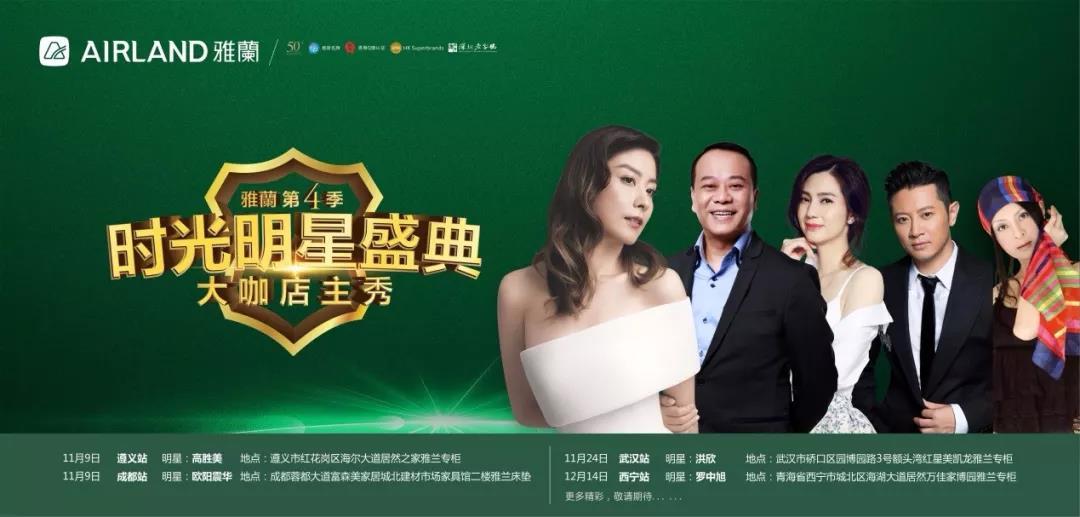 AIRLAND 雅蘭
50
HK Superbrands
雅蘭 第4季
时光明星盛典
大咖店主秀
11月9日 遵义站 明星：高胜美 地点：遵义市红花岗区海尔大道居然之家雅兰专柜
11月9日 成都站 明星：欧阳震华 地点：成都蓉都大道富森美家居城北建材市场家具馆二楼雅兰床垫
11月24日 武汉站 明星：洪欣 地点：武汉市硚口区园博园路3号额头湾红星美凯龙雅兰专柜
12月14日 西宁站 明星：罗中旭 地点：青海省西宁市城北区海湖大道居然万佳家博园雅兰专柜
更多精彩，敬请期待......